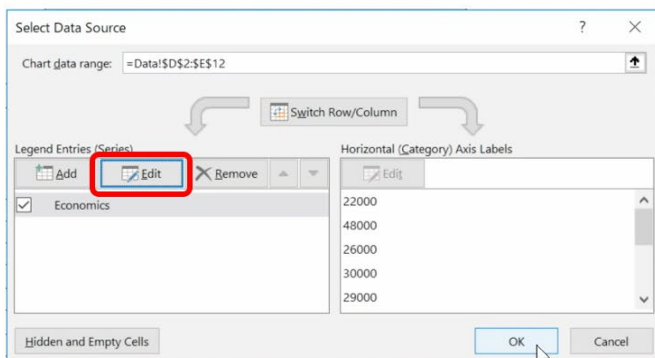 Select Data Source ?
Chart data range: =Data!$D$2:$E$12
Switch Row/Column
Legend Entries (Series)
Add Edit Remove
Economics
Horizontal (Category) Axis Labels
Edit
22000
48000
26000
30000
29000
Hidden and Empty Cells OK Cancel